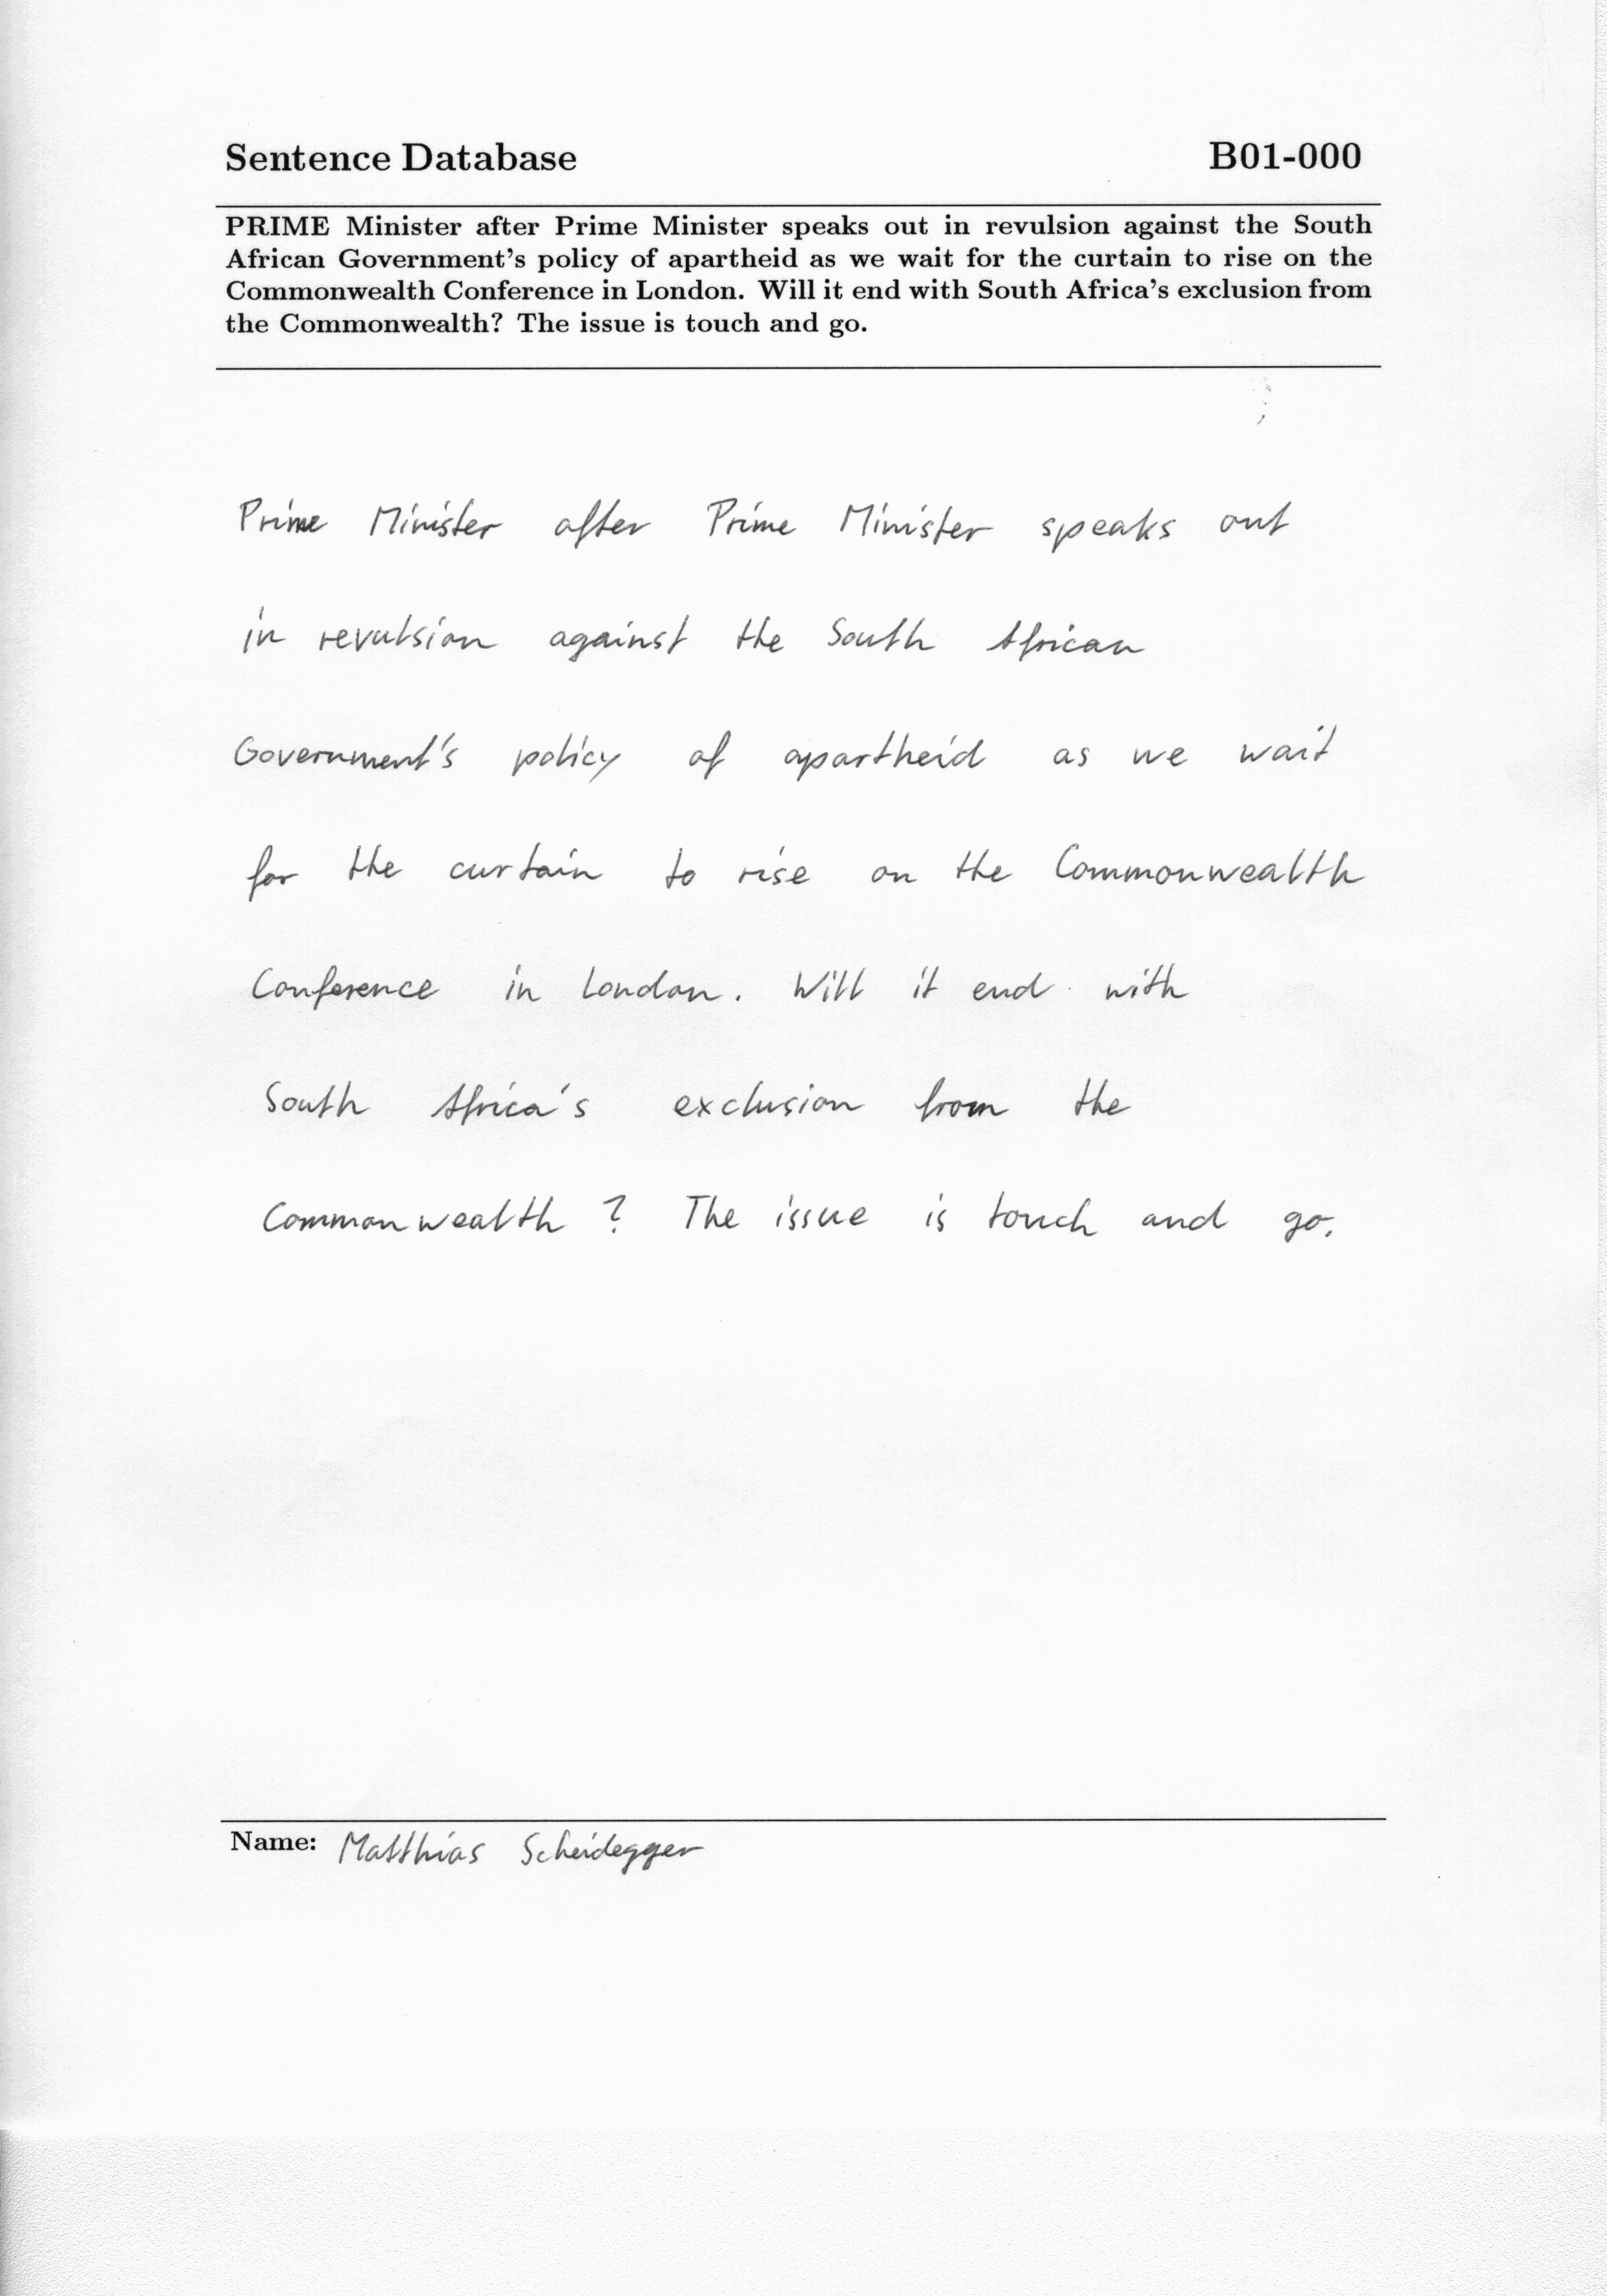 Sentence Database B01-000
PRIME Minister after Prime Minister speaks out in revulsion against the South
African Government's policy of apartheid as we wait for the curtain to rise on the
Commonwealth Conference in London. Will it end with South Africa's exclusion from
the Commonwealth? The issue is touch and go.
Prime Minister after Prime Minister speaks out
in revulsion against the South African
Government's policy of apartheid as we wait
for the curtain to rise on the Commonwealth
Conference in London. Will it end with
South Africa's exclusion from the
Commonwealth? The issue is touch and go.
Name: Matthias Scheidegger